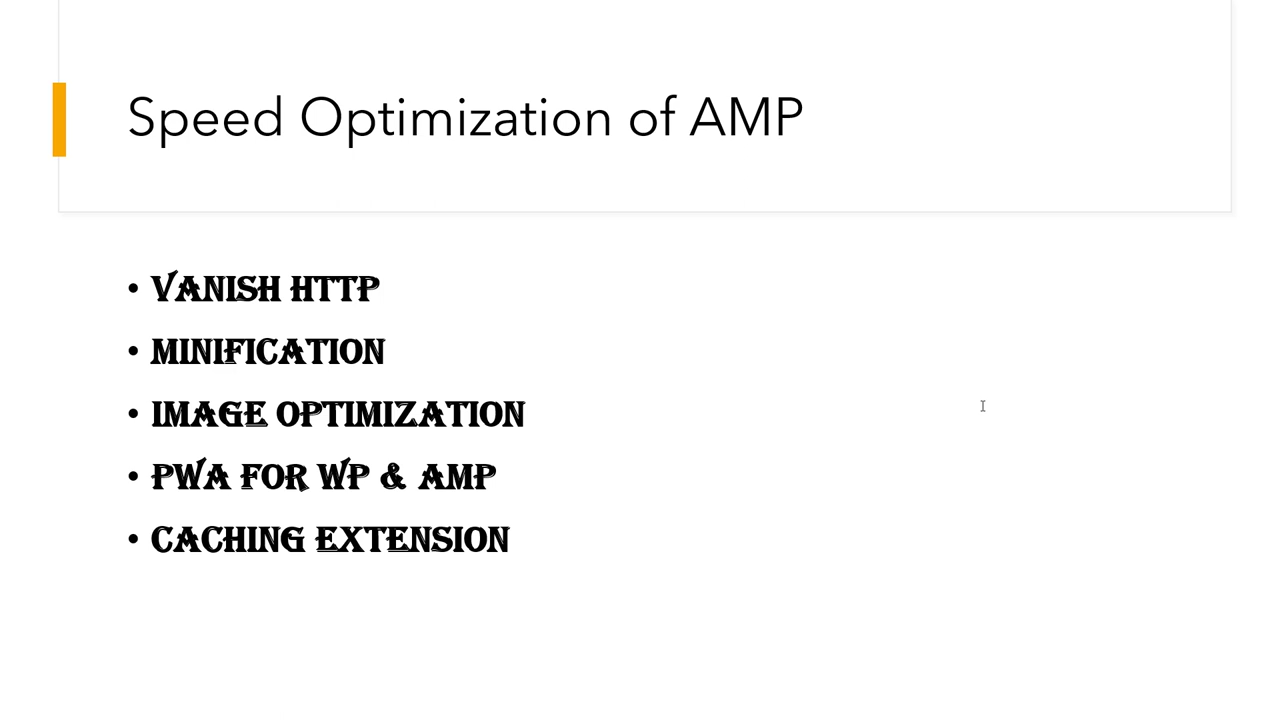 Speed Optimization of AMP
• VANISH HTTP
• MINIFICATION
• IMAGE OPTIMIZATION
• PWA FOR WP & AMP
• CACHING EXTENSION